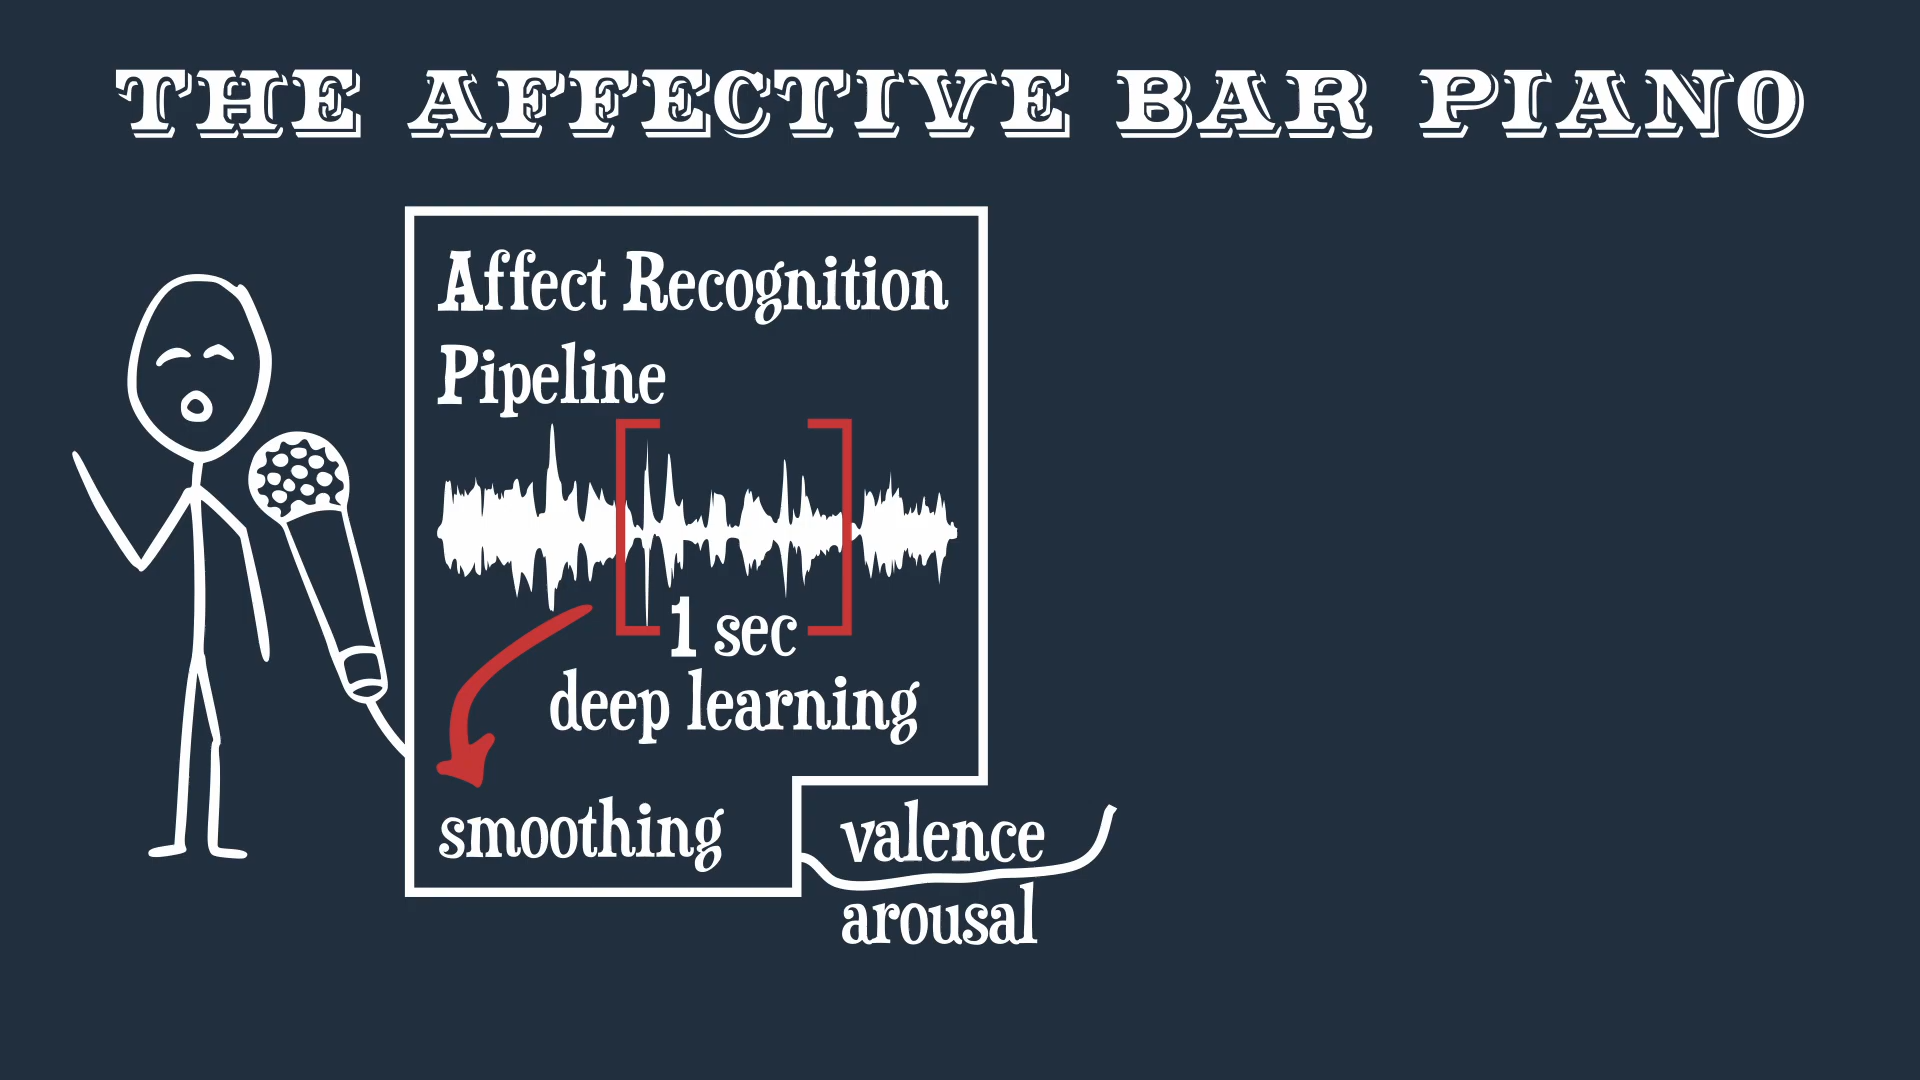 THE AFFECTIVE BAR PIANO
Affect Recognition
Pipeline
1 sec
deep learning
smoothing
valence
arousal